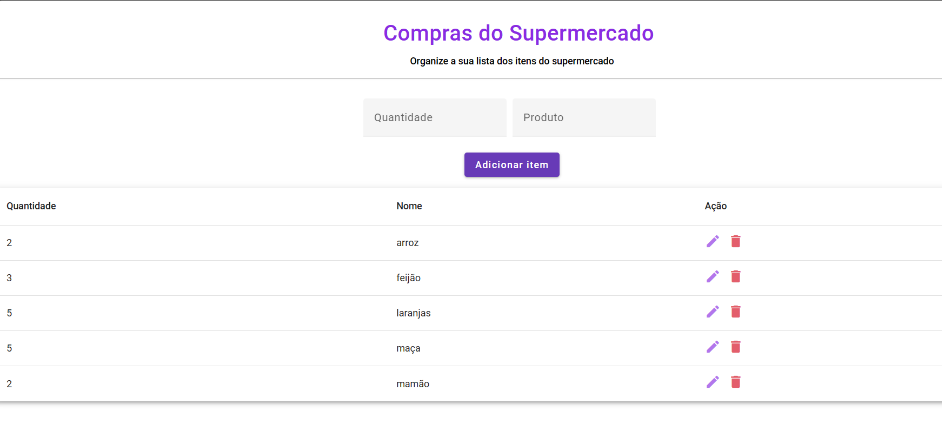 Compras do Supermercado
Organize a sua lista dos itens do supermercado
Quantidade Produto
Adicionar item
Quantidade Nome Ação
2 arroz
3 feijão
5 laranjas
5 maça
2 mamão